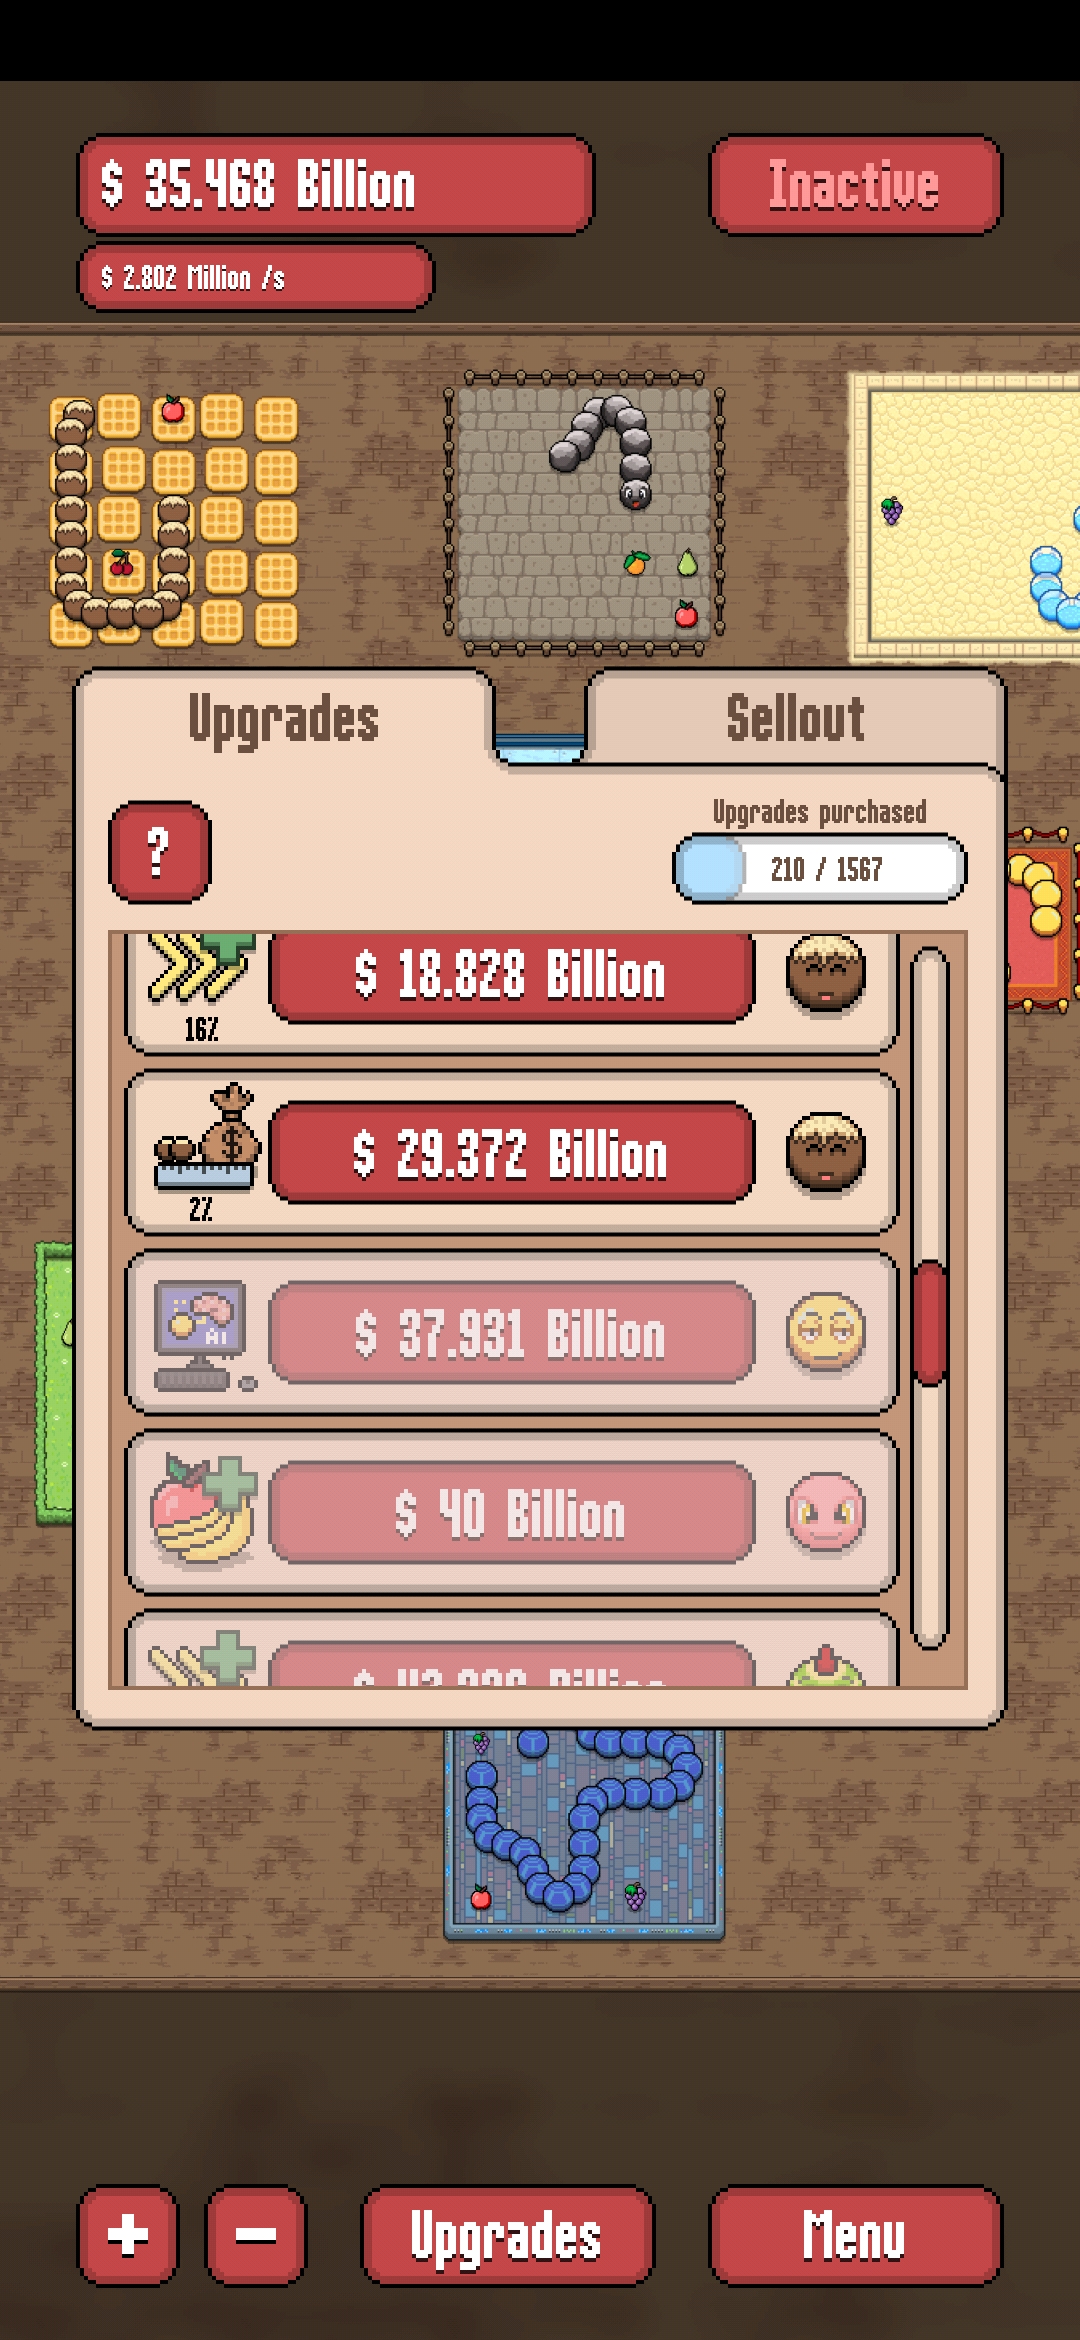 $ 35.468 Billion
Inactive
$ 2.802 Million /s
Upgrades
Sellout
?
Upgrades purchased
210 / 1567
$ 18.828 Billion
16%
$ 29.372 Billion
2%
AI
$ 37.931 Billion
$ 40 Billion
+
−
Upgrades
Menu